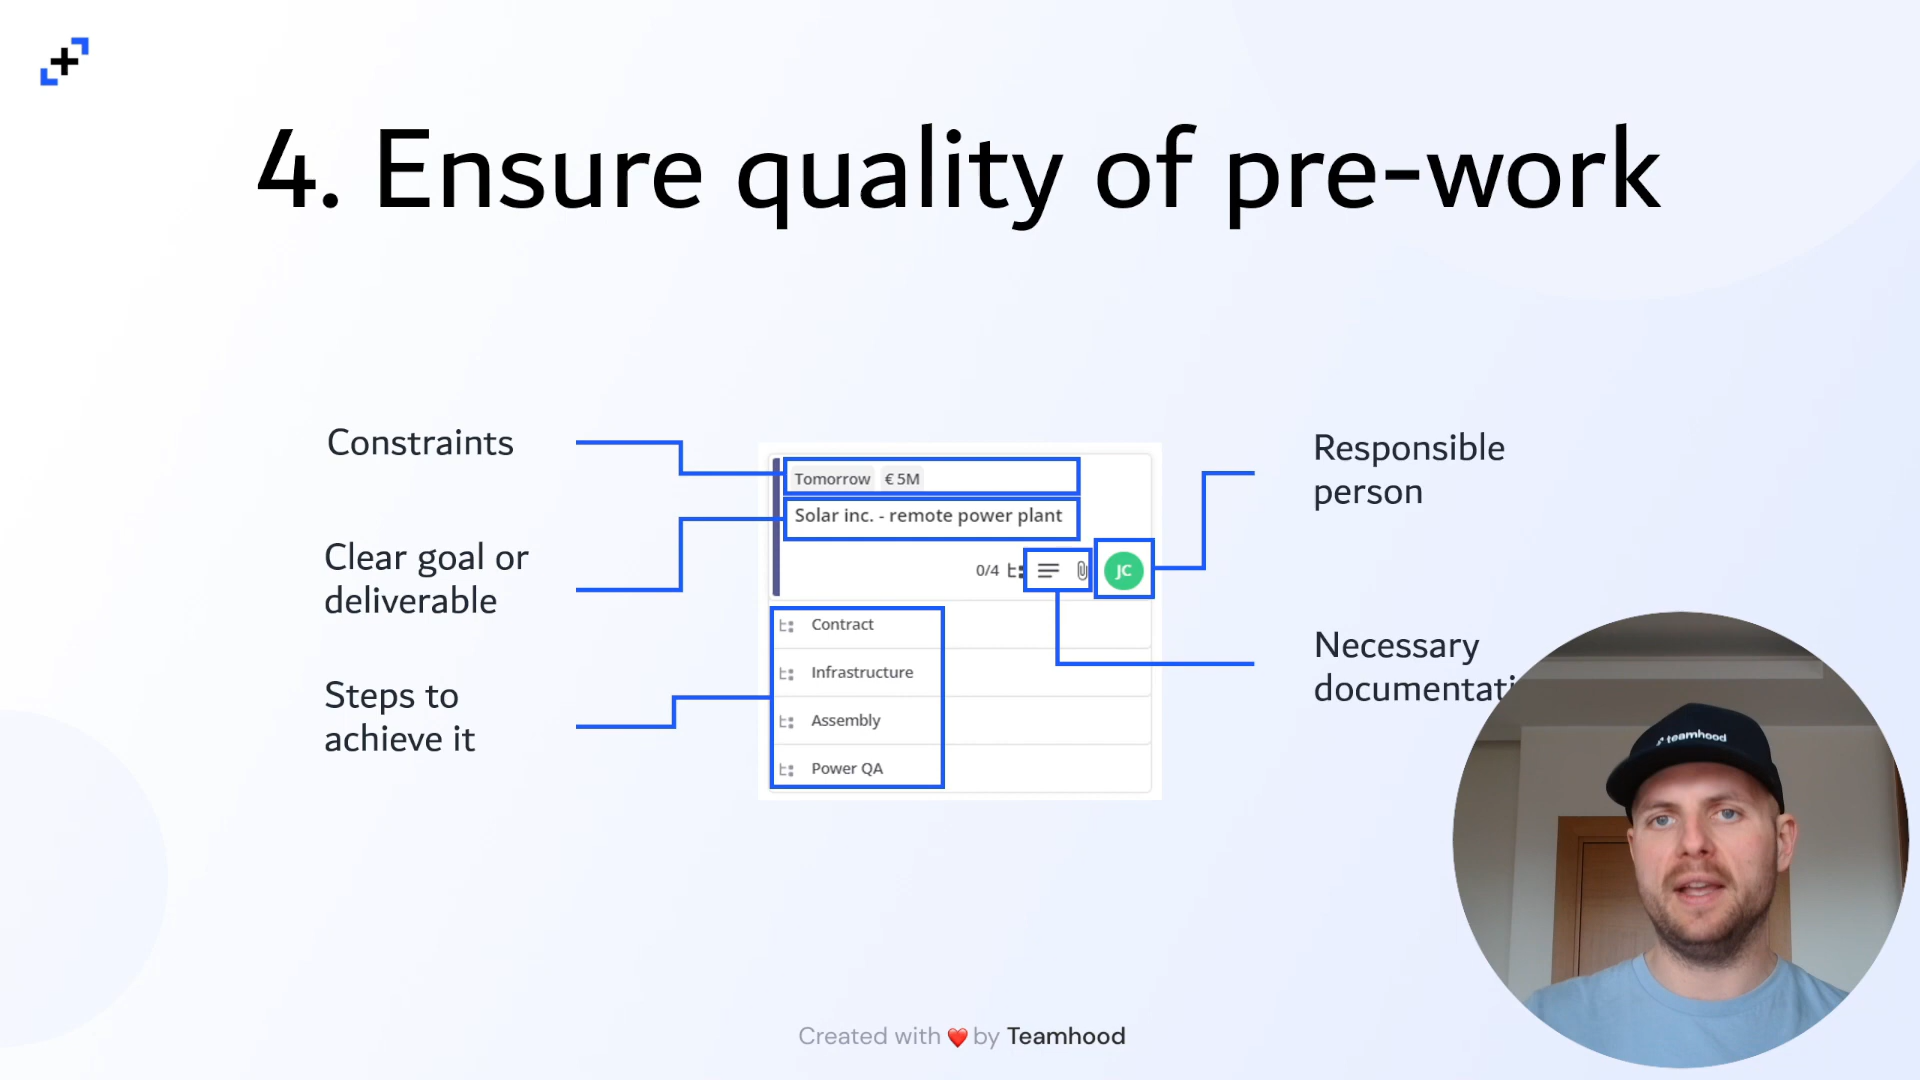 4. Ensure quality of pre-work
Constraints
Clear goal or
deliverable
Steps to
achieve it
Tomorrow €5M
Solar inc. - remote power plant
0/4
JC
Contract
Infrastructure
Assembly
Power QA
Responsible
person
Necessary
documentati
teamhood
Created with ❤️ by Teamhood